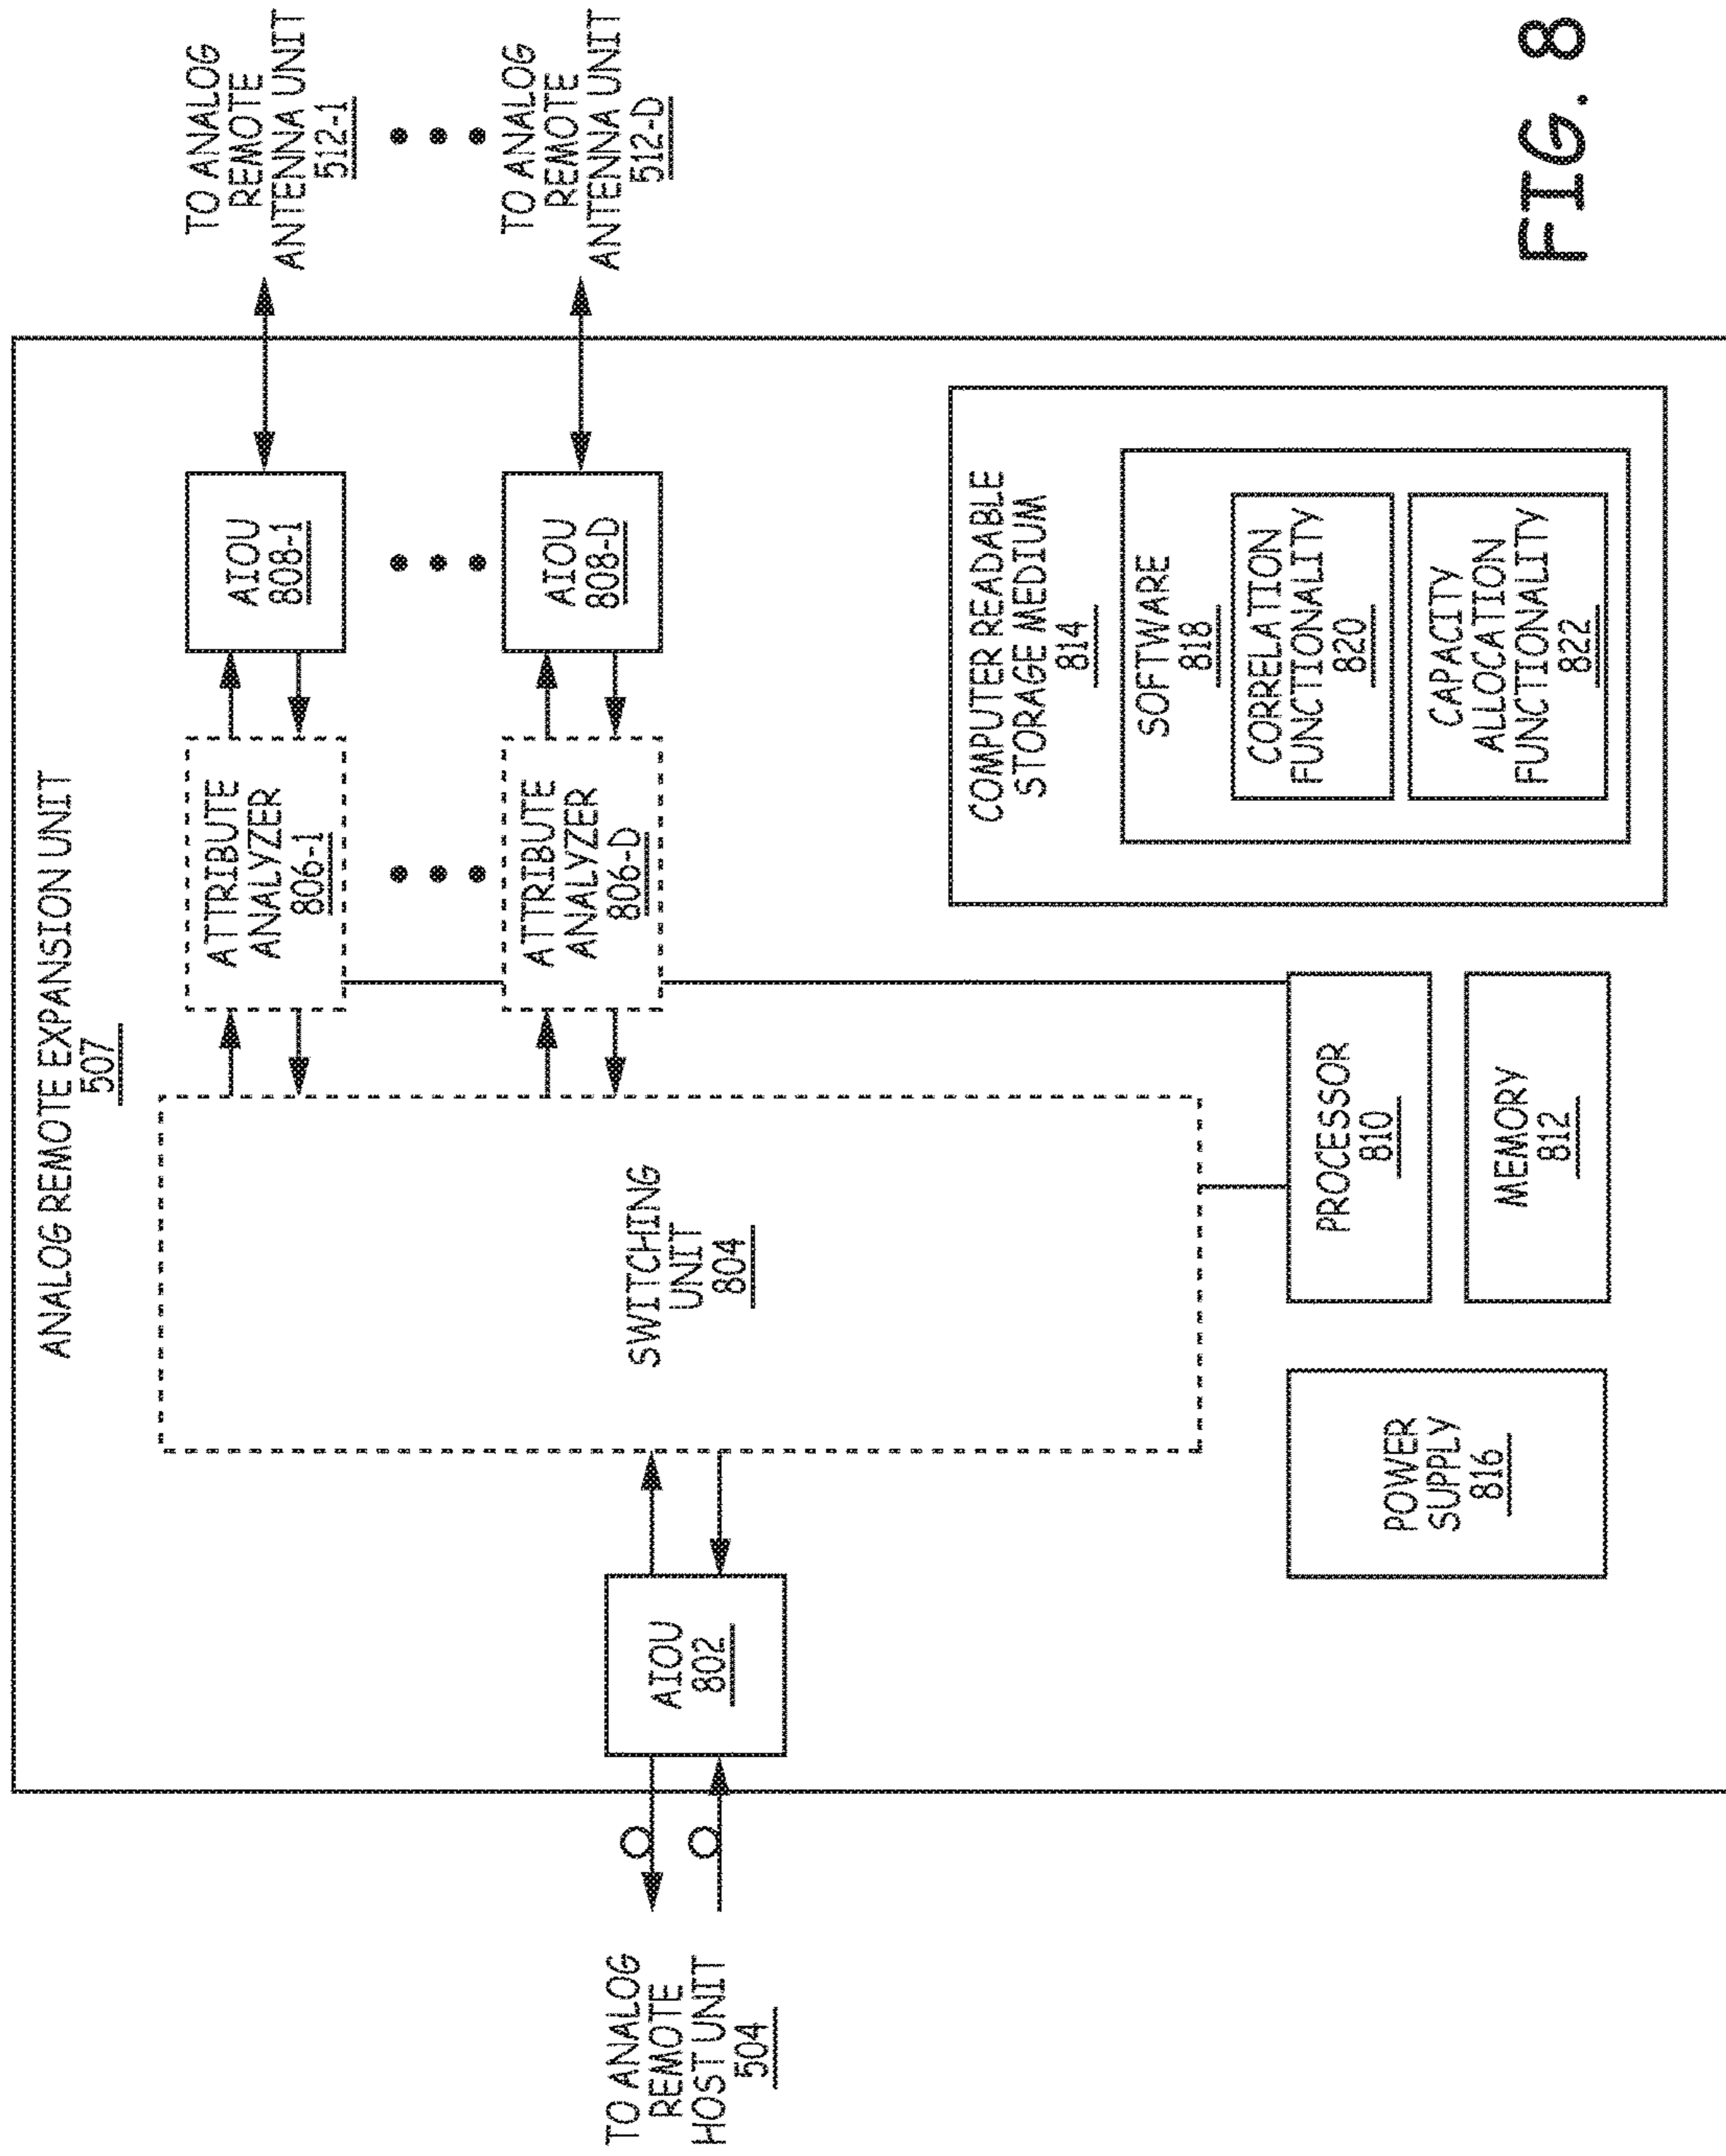 ANALOG REMOTE EXPANSION UNIT
507
TO ANALOG
REMOTE
HOST UNIT
504
AIOU
802
SWITCHING
UNIT
804
ATTRIBUTE
ANALYZER
806-1
AIOU
808-1
TO ANALOG
REMOTE
ANTENNA UNIT
512-1
ATTRIBUTE
ANALYZER
806-D
AIOU
808-D
TO ANALOG
REMOTE
ANTENNA UNIT
512-D
POWER
SUPPLY
816
PROCESSOR
810
MEMORY
812
COMPUTER READABLE
STORAGE MEDIUM
814
SOFTWARE
818
CORRELATION
FUNCTIONALITY
820
CAPACITY
ALLOCATION
FUNCTIONALITY
822
FIG. 8